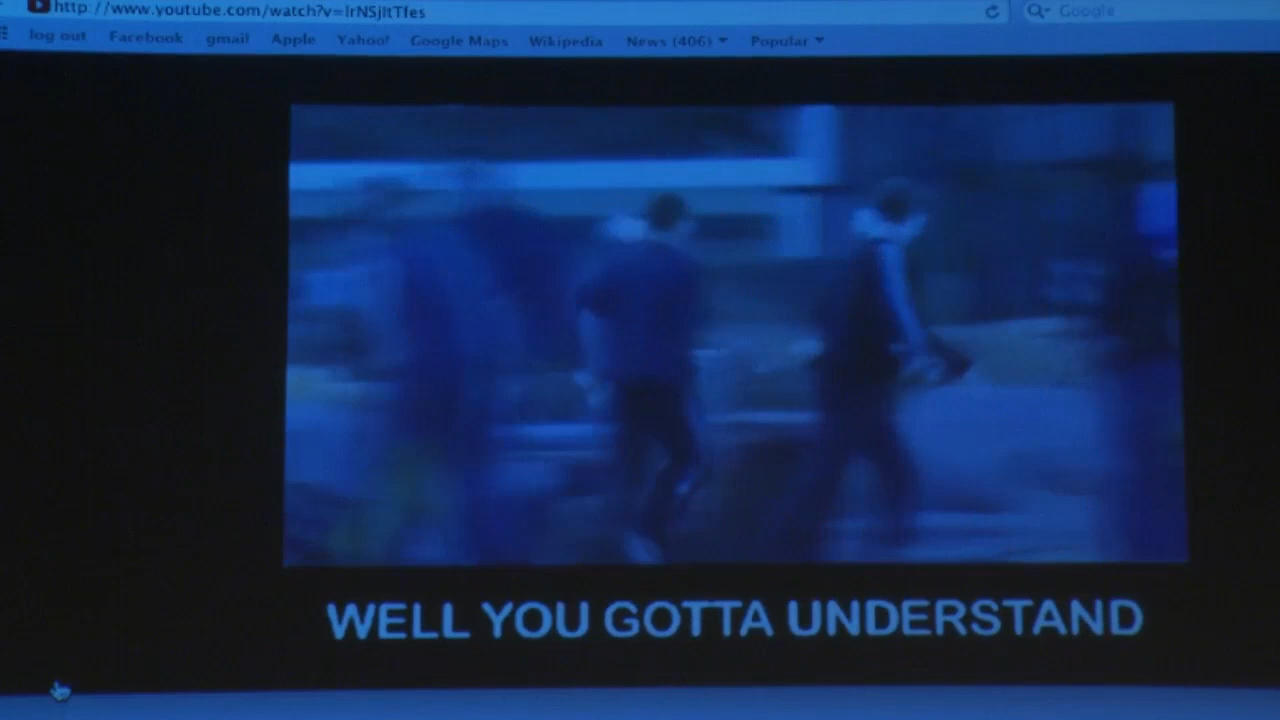 http://www.youtube.com/watch?v=IrNSjItTfes
Google
log out Facebook gmail Apple Yahoo! Google Maps Wikipedia News (406) Popular
WELL YOU GOTTA UNDERSTAND